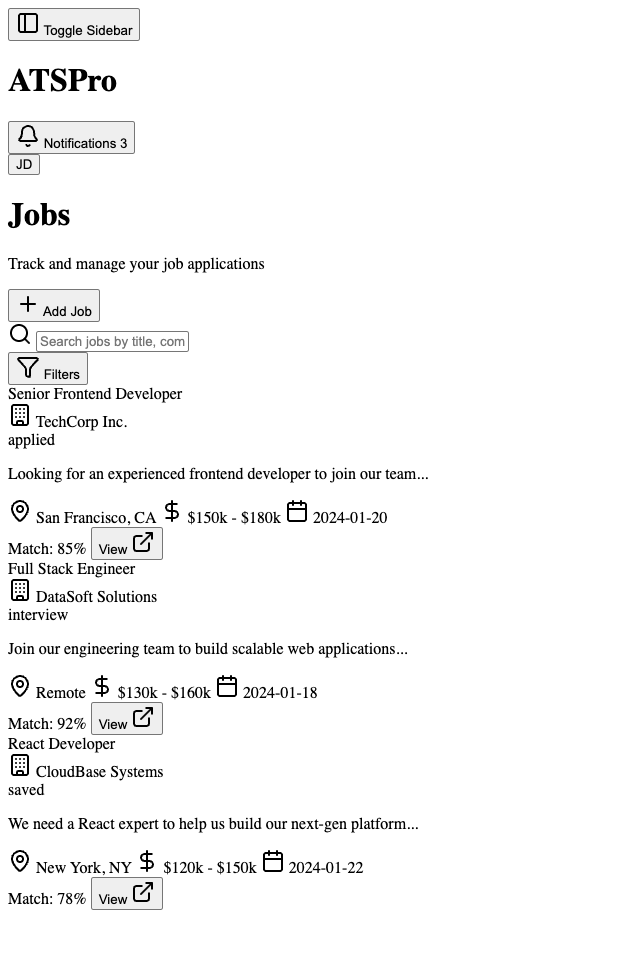 Toggle Sidebar
ATSPro
Notifications 3
JD
Jobs
Track and manage your job applications
Add Job
Search jobs by title, com
Filters
Senior Frontend Developer
TechCorp Inc.
applied
Looking for an experienced frontend developer to join our team...
San Francisco, CA $150k - $180k 2024-01-20
Match: 85% View
Full Stack Engineer
DataSoft Solutions
interview
Join our engineering team to build scalable web applications...
Remote $130k - $160k 2024-01-18
Match: 92% View
React Developer
CloudBase Systems
saved
We need a React expert to help us build our next-gen platform...
New York, NY $120k - $150k 2024-01-22
Match: 78% View